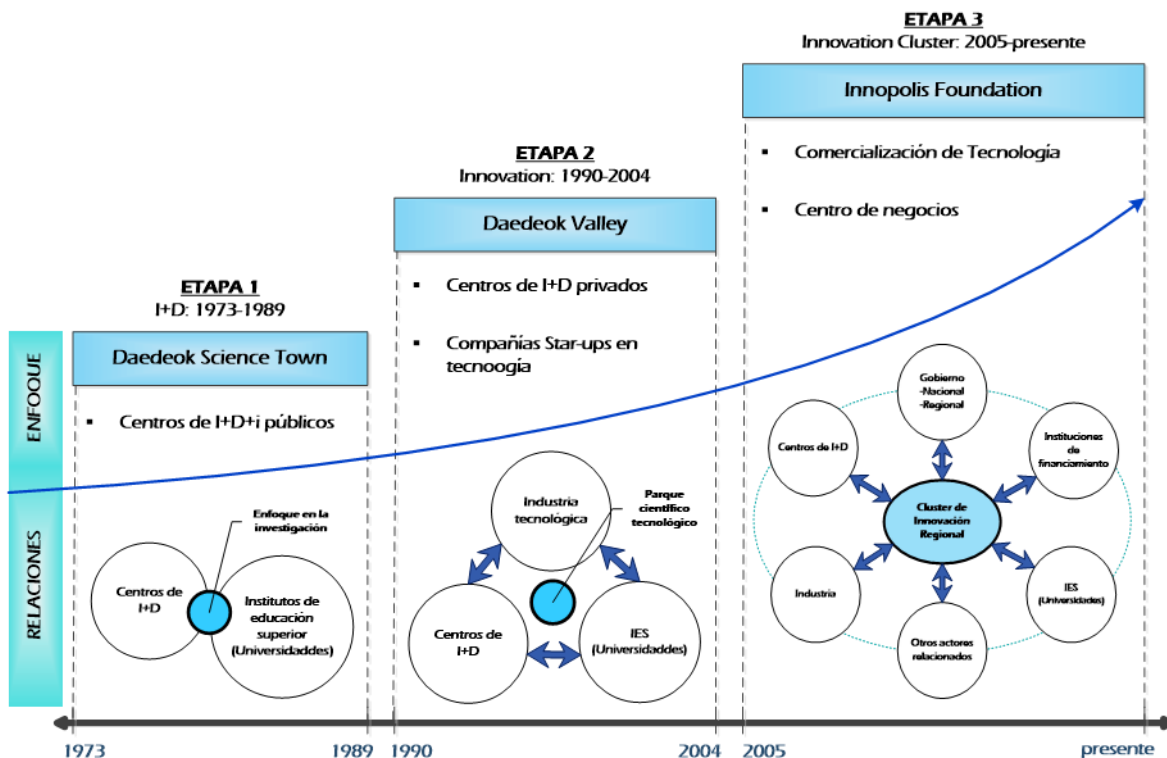 ETAPA 3
Innovation Cluster: 2005-presente
Innopolis Foundation
▪ Comercialización de Tecnología
▪ Centro de negocios
ETAPA 2
Innovation: 1990-2004
Daedeok Valley
▪ Centros de I+D privados
▪ Compañías Star-ups en
tecnoogía
ETAPA 1
I+D: 1973-1989
Daedeok Science Town
▪ Centros de I+D+i públicos
ENFOQUE
RELACIONES
Enfoque en la
investigación
Centros de
I+D
Institutos de
educación
superior
(Universidaddes)
Industria
tecnológica
Parque
científico
tecnológico
Centros de
I+D
IES
(Universidaddes)
Gobierno
-Nacional
-Regional
Centros de I+D
Instituciones
de
financiamiento
Cluster de
Innovación
Regional
Industria
IES
(Universidades)
Otros actores
relacionados
1973
1989
1990
2004
2005
presente